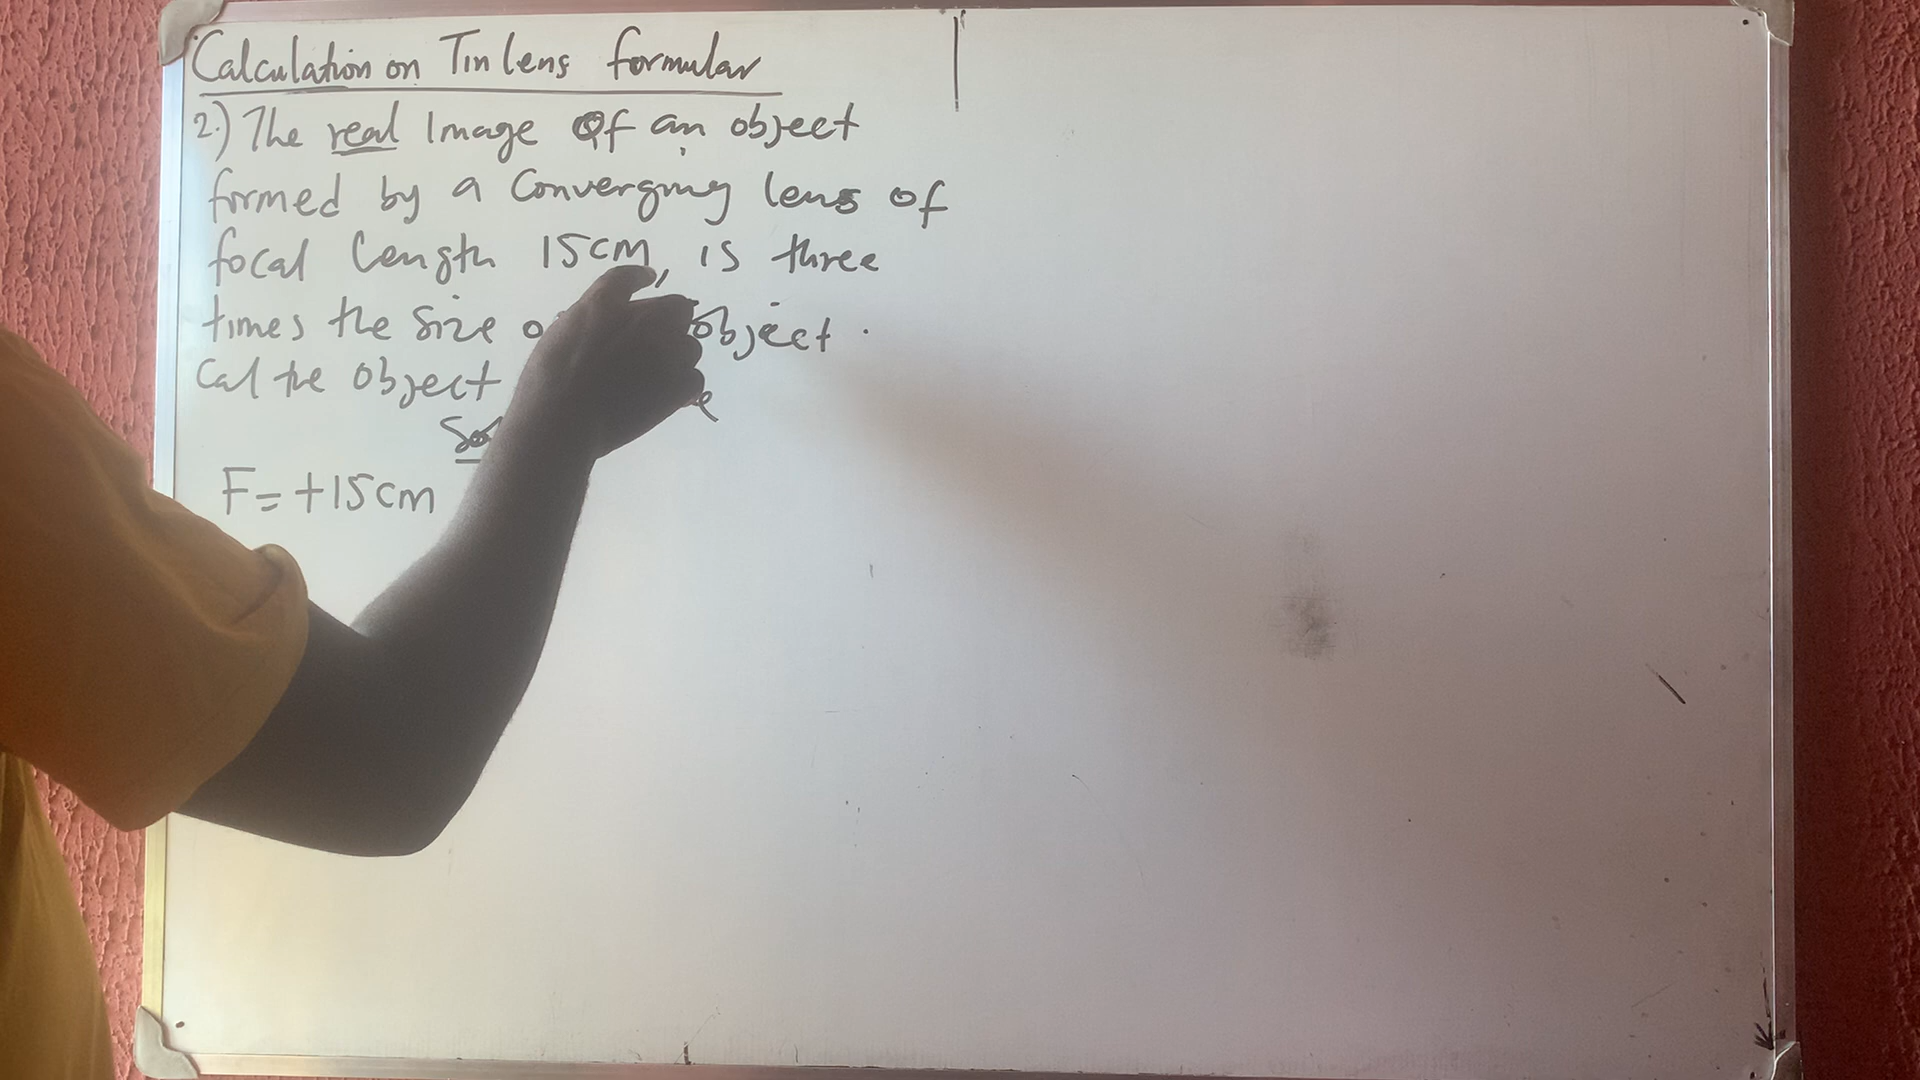 Calculation on Tin lens formular
2.) The real Image Of an object
formed by a Converging lens of
focal length 15cm, is three
times the Size object.
Cal the object
F = +15cm